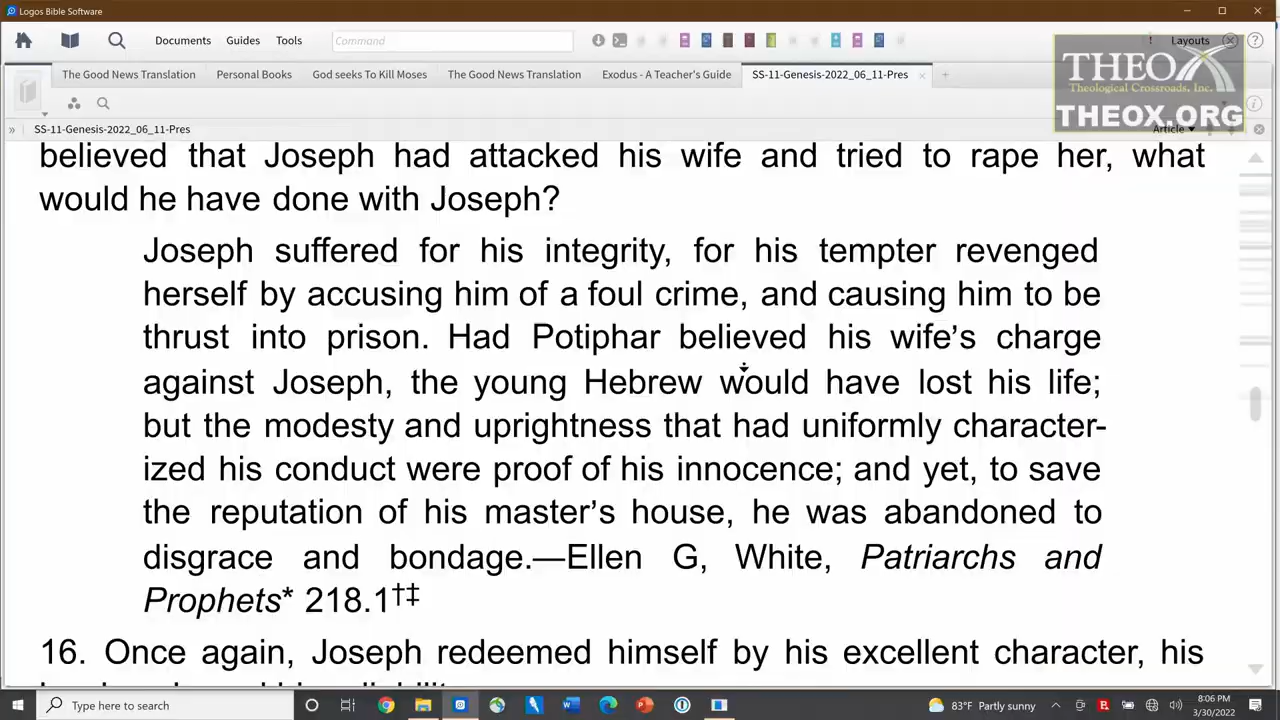 Logos Bible Software
Documents Guides Tools Command Layouts
THEOX
Theological Crossroads, Inc.
THEOX.ORG
The Good News Translation Personal Books God seeks To Kill Moses The Good News Translation Exodus - A Teacher's Guide SS-11-Genesis-2022_06_11-Pres
SS-11-Genesis-2022_06_11-Pres Article
believed that Joseph had attacked his wife and tried to rape her, what
would he have done with Joseph?
Joseph suffered for his integrity, for his tempter revenged
herself by accusing him of a foul crime, and causing him to be
thrust into prison. Had Potiphar believed his wife's charge
against Joseph, the young Hebrew would have lost his life;
but the modesty and uprightness that had uniformly character-
ized his conduct were proof of his innocence; and yet, to save
the reputation of his master's house, he was abandoned to
disgrace and bondage.—Ellen G, White, Patriarchs and
Prophets* 218.1†‡
16. Once again, Joseph redeemed himself by his excellent character, his
Type here to search
83°F Partly sunny
8:06 PM
3/30/2022